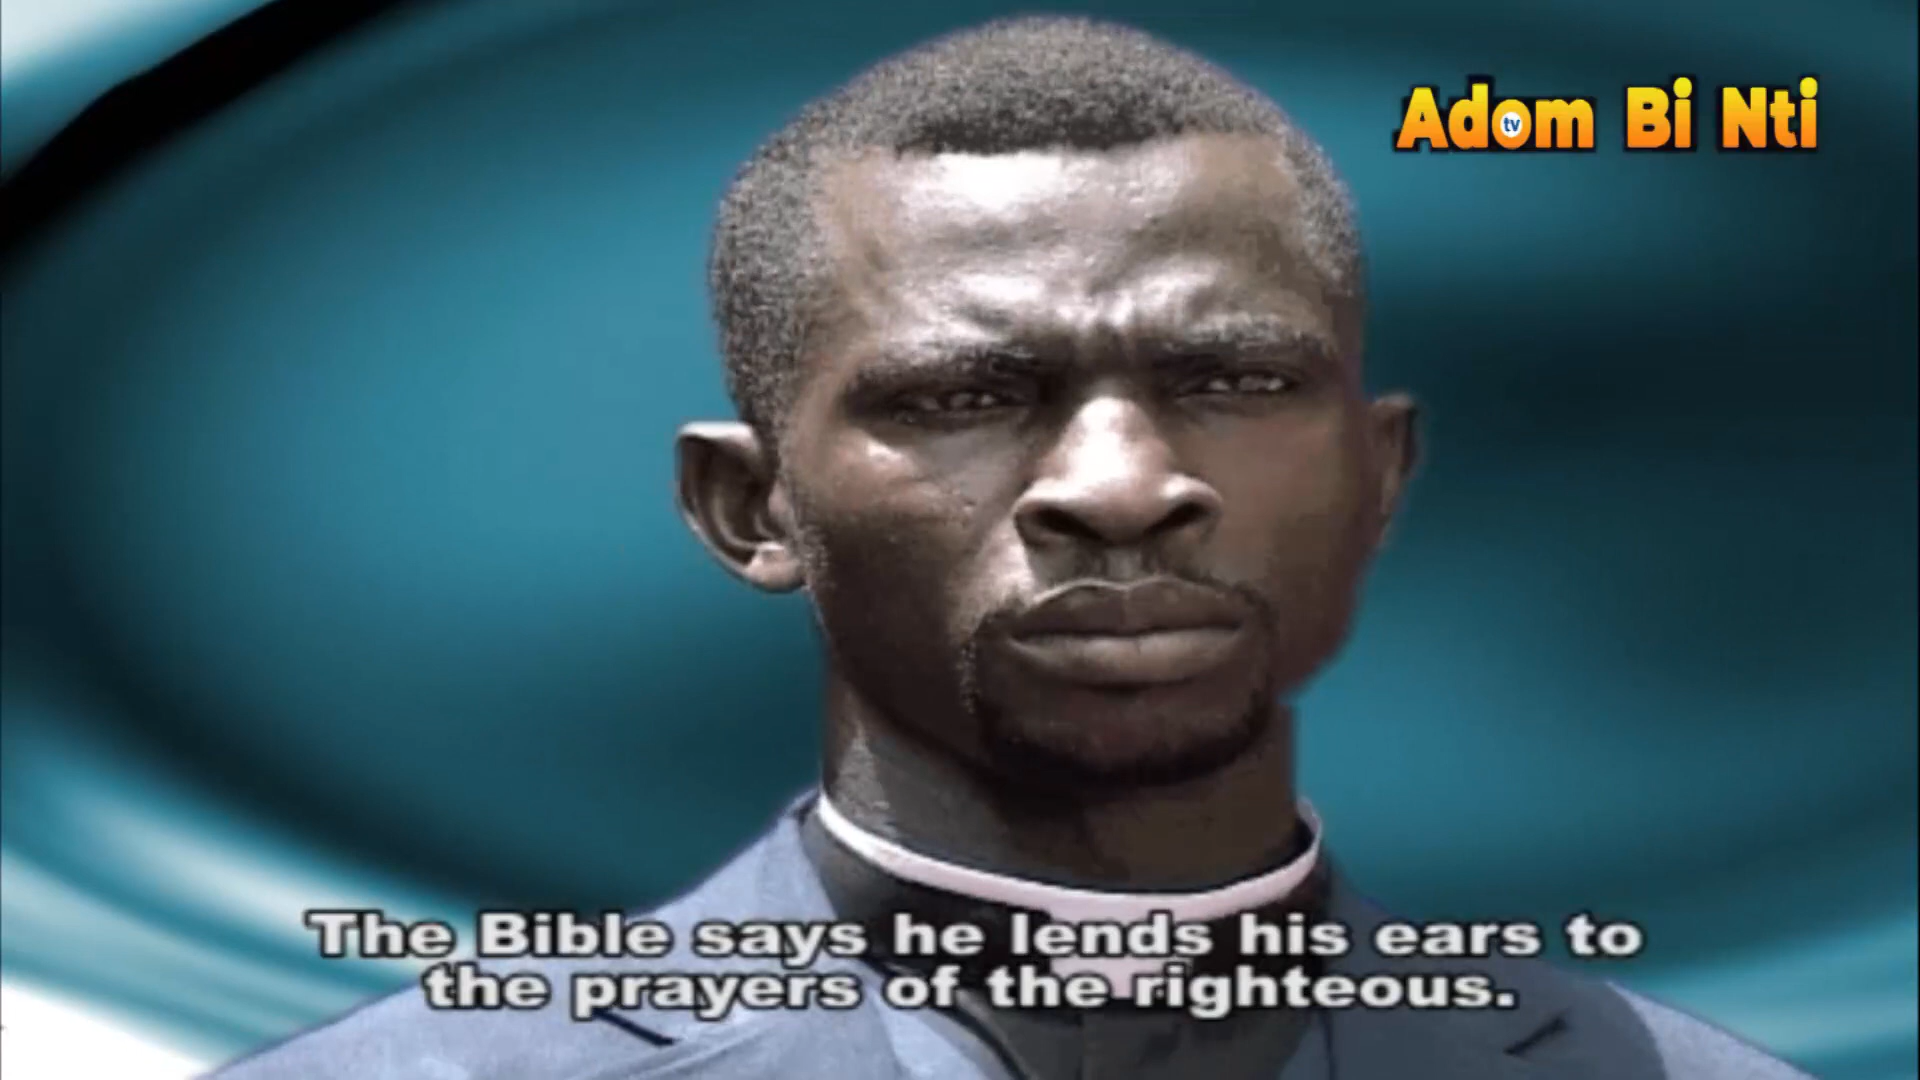 Adom Bi Nti
tv
The Bible says he lends his ears to
the prayers of the righteous.